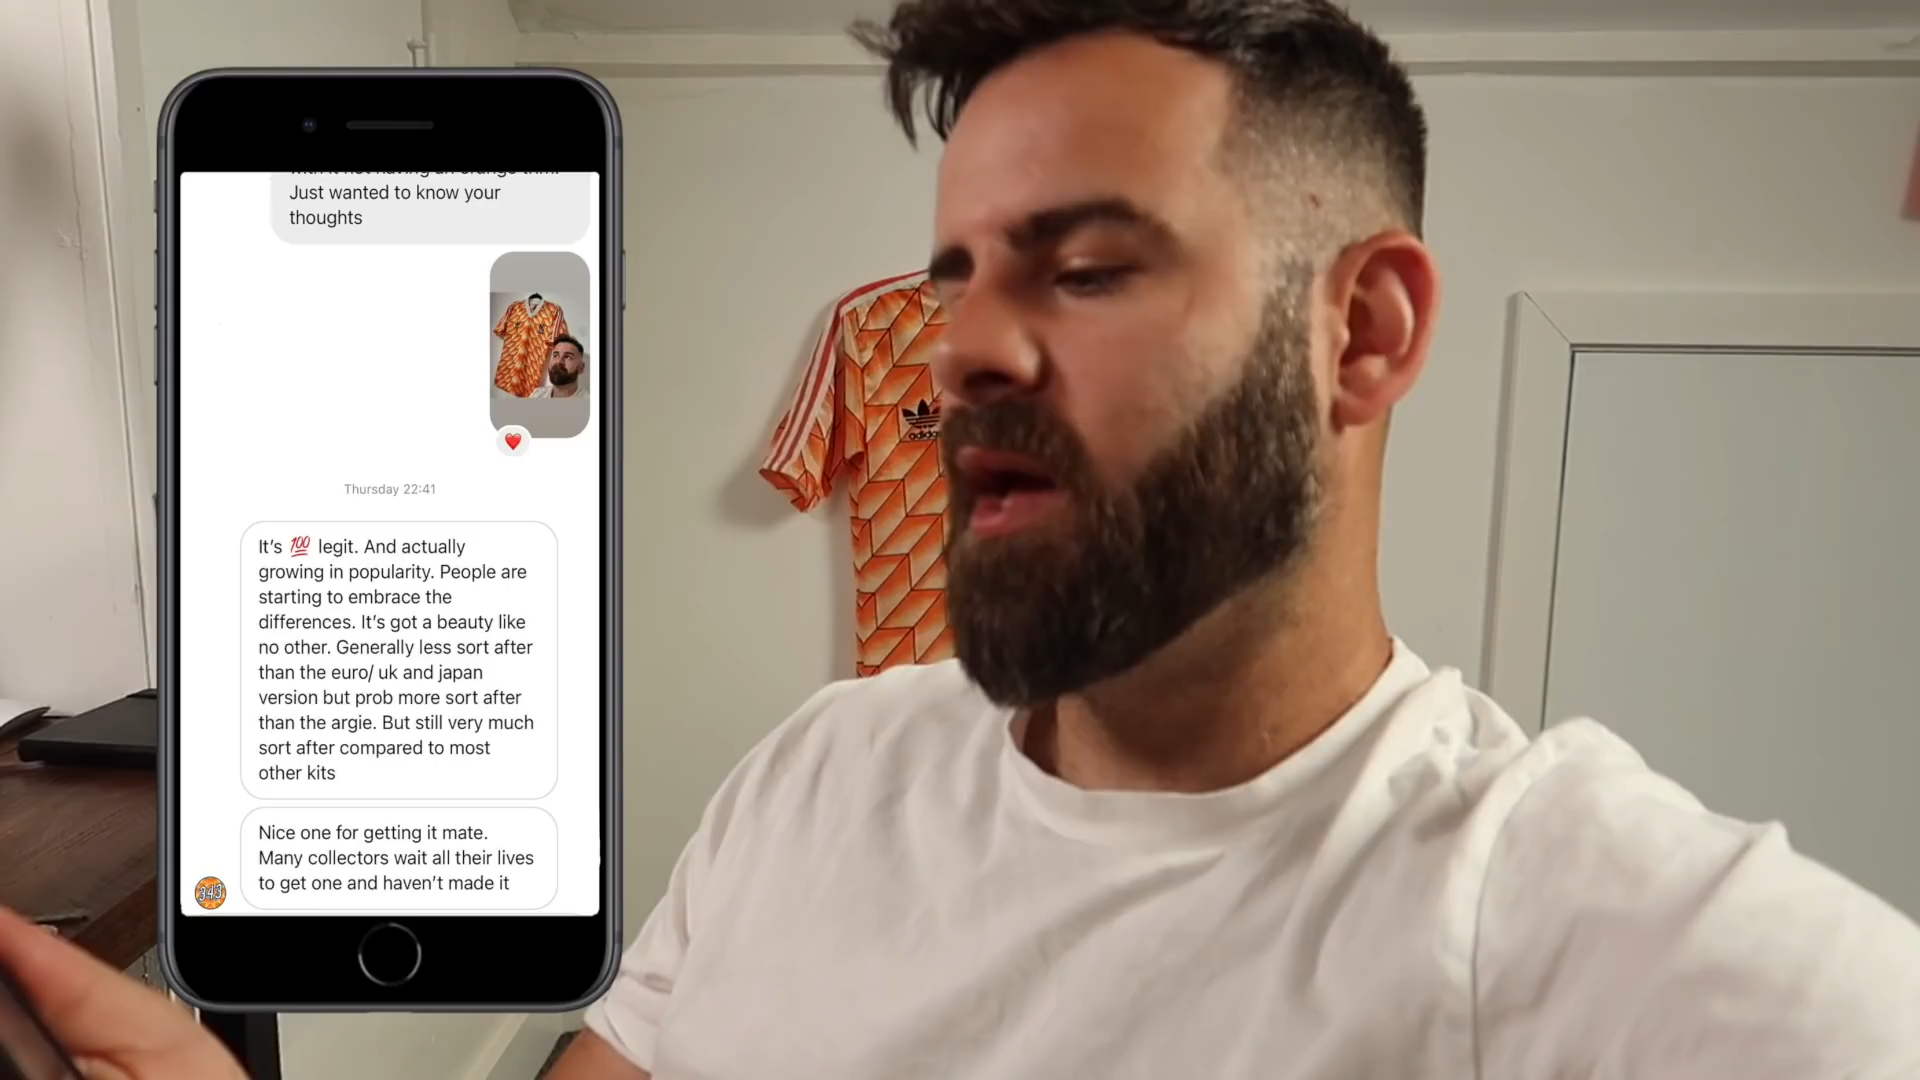 Just wanted to know your
thoughts
Thursday 22:41
It's 💯 legit. And actually
growing in popularity. People are
starting to embrace the
differences. It's got a beauty like
no other. Generally less sort after
than the euro/ uk and japan
version but prob more sort after
than the argie. But still very much
sort after compared to most
other kits
Nice one for getting it mate.
Many collectors wait all their lives
to get one and haven't made it
343
adidas